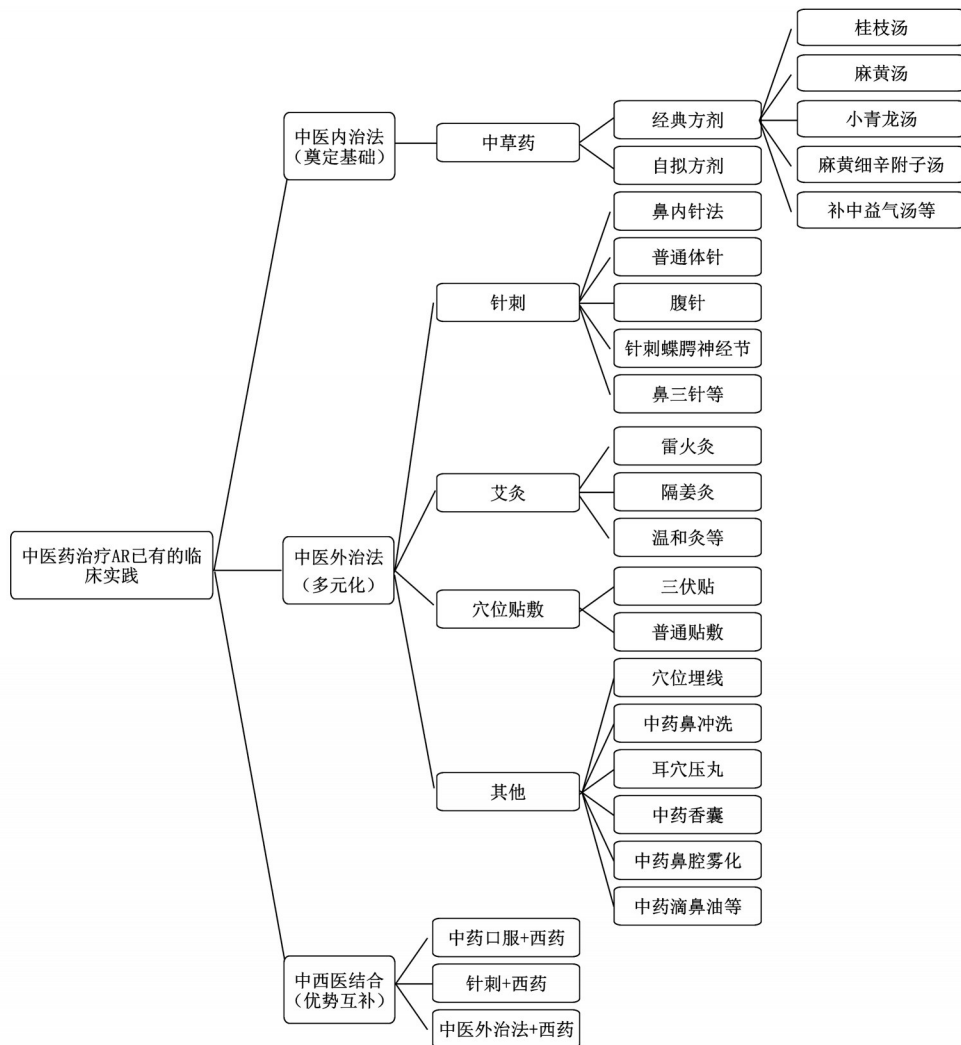 中医药治疗AR已有的临
床实践
中医内治法
(奠定基础)
中草药
经典方剂
桂枝汤
麻黄汤
小青龙汤
麻黄细辛附子汤
补中益气汤等
自拟方剂
中医外治法
(多元化)
针刺
鼻内针法
普通体针
腹针
针刺蝶腭神经节
鼻三针等
艾灸
雷火灸
隔姜灸
温和灸等
穴位贴敷
三伏贴
普通贴敷
其他
穴位埋线
中药鼻冲洗
耳穴压丸
中药香囊
中药鼻腔雾化
中药滴鼻油等
中西医结合
(优势互补)
中药口服+西药
针刺+西药
中医外治法+西药